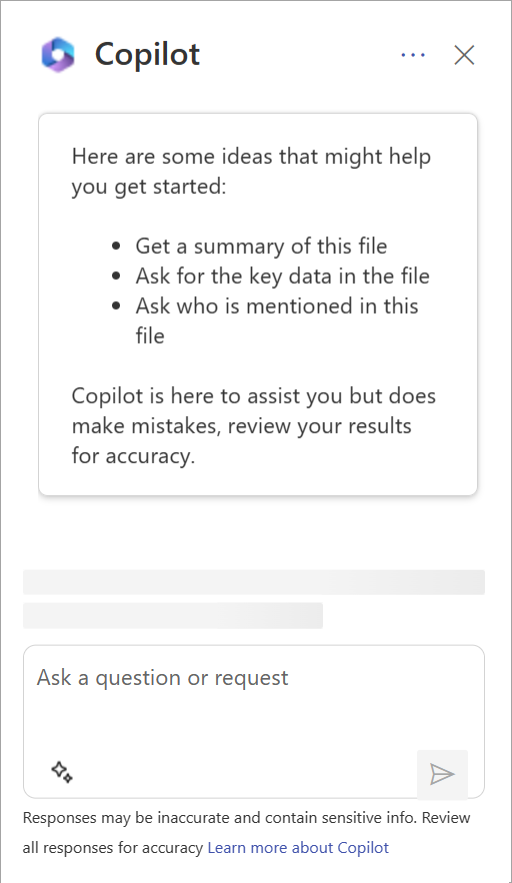 Copilot
Here are some ideas that might help
you get started:
Get a summary of this file
Ask for the key data in the file
Ask who is mentioned in this
file
Copilot is here to assist you but does
make mistakes, review your results
for accuracy.
Ask a question or request
Responses may be inaccurate and contain sensitive info. Review
all responses for accuracy Learn more about Copilot